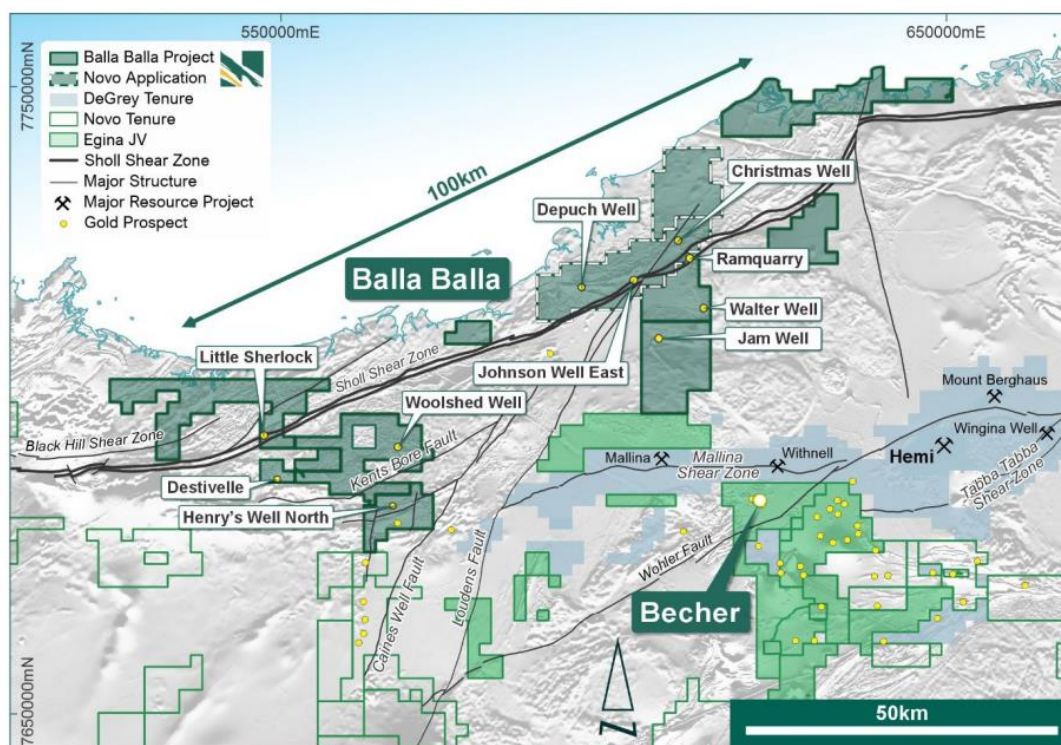 550000mE
650000mE
7750000mN
7650000mN
Balla Balla Project
Novo Application
DeGrey Tenure
Novo Tenure
Egina JV
Sholl Shear Zone
Major Structure
Major Resource Project
Gold Prospect
100km
Christmas Well
Depuch Well
Balla Balla
Ramquarry
Walter Well
Little Sherlock
Sholl Shear Zone
Jam Well
Johnson Well East
Woolshed Well
Mount Berghaus
Black Hill Shear Zone
Kents Bore Fault
Wingina Well
Mallina
Mallina
Shear Zone
Withnell
Hemi
Tabba Tabba
Shear Zone
Destivelle
Henry's Well North
Wohler Fault
Loudens Fault
Caines Well Fault
Becher
N
50km